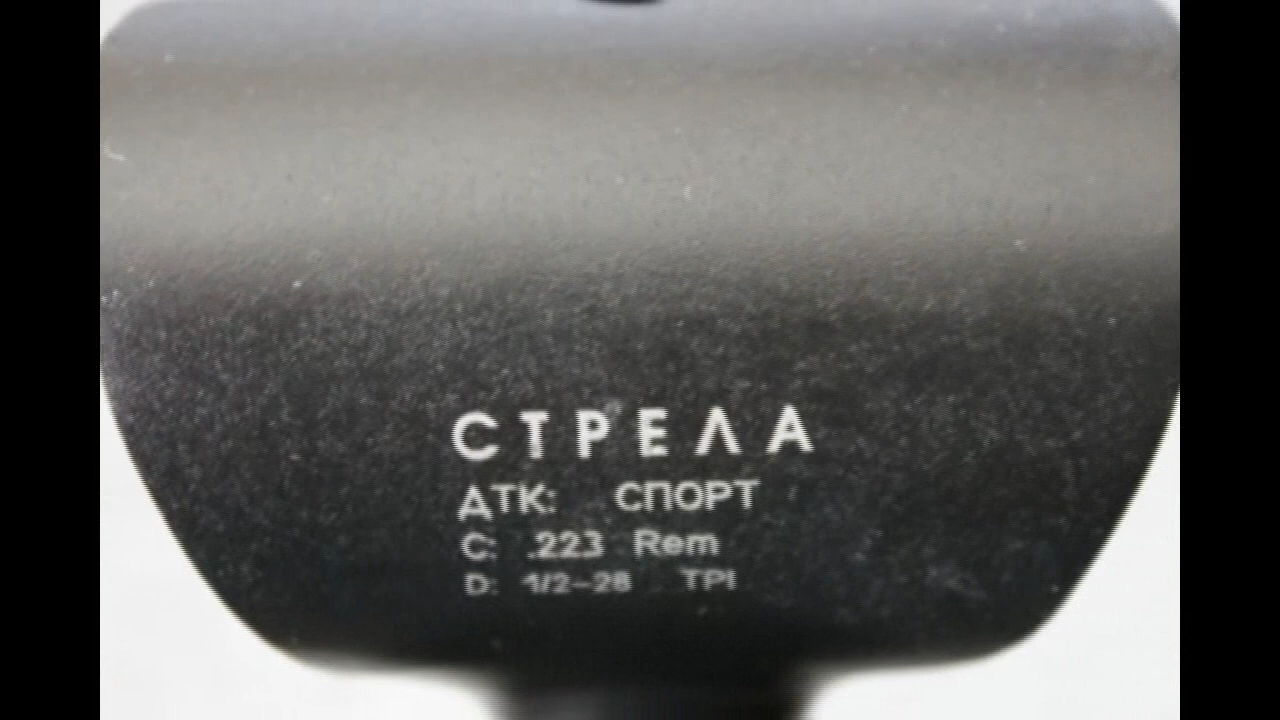 СТРЕЛА
АТК: СПОРТ
C: .223 Rem
D: 1/2-28 TPI